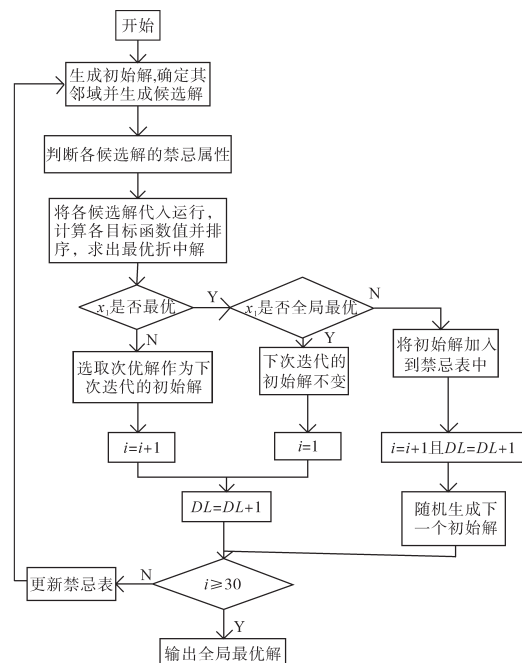 开始
生成初始解,确定其
邻域并生成候选解
判断各候选解的禁忌属性
将各候选解代入运行，
计算各目标函数值并排
序，求出最优折中解
x₁是否最优
Y
x₁是否全局最优
N
N
Y
选取次优解作为下
次迭代的初始解
下次迭代的
初始解不变
将初始解加入
到禁忌表中
i=i+1
i=1
i=i+1且DL=DL+1
DL=DL+1
随机生成下
一个初始解
更新禁忌表
N
i≥30
Y
输出全局最优解